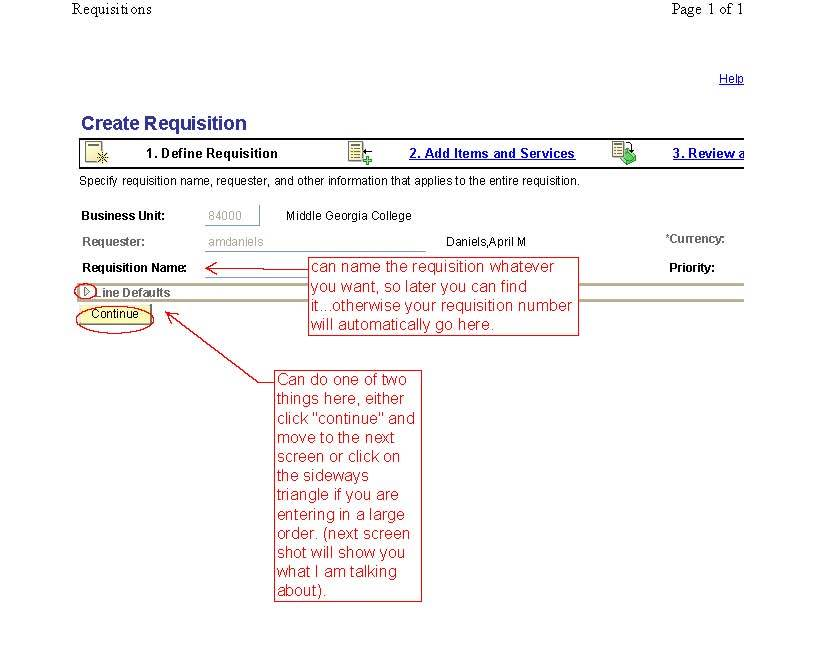 Requisitions Page 1 of 1
Help
Create Requisition
1. Define Requisition 2. Add Items and Services 3. Review a
Specify requisition name, requester, and other information that applies to the entire requisition.
Business Unit: 84000 Middle Georgia College
Requester: amdaniels Daniels,April M *Currency:
Requisition Name: Priority:
can name the requisition whatever
you want, so later you can find
it...otherwise your requisition number
will automatically go here.
Line Defaults
Continue
Can do one of two
things here, either
click "continue" and
move to the next
screen or click on
the sideways
triangle if you are
entering in a large
order. (next screen
shot will show you
what I am talking
about).